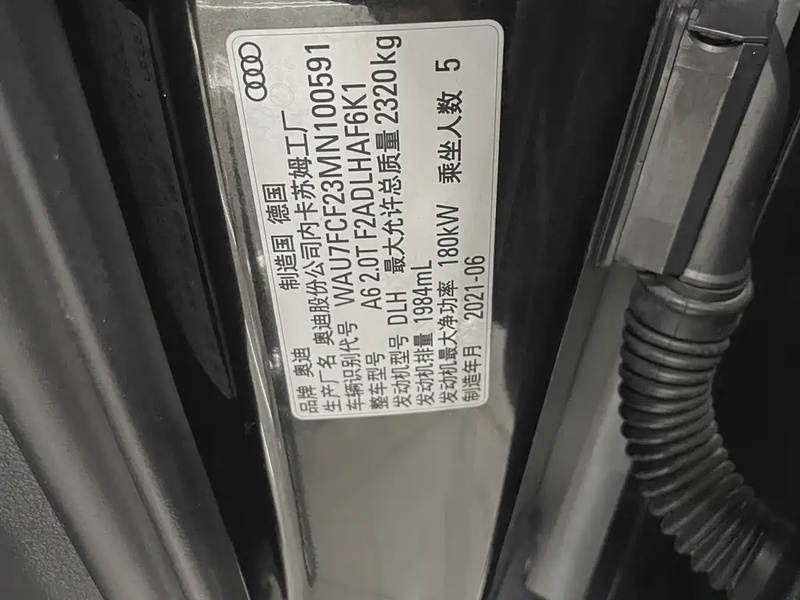 品牌 奥迪 制造国 德国
生产厂名 奥迪股份公司内卡苏姆工厂
车辆识别代号 WAU7FCF23MN100591
整车型号 A6 2.0T F2ADLHAF6K1
发动机型号 DLH 最大允许总质量 2320kg
发动机排量 1984mL
发动机最大净功率 180kW 乘坐人数 5
制造年月 2021-06